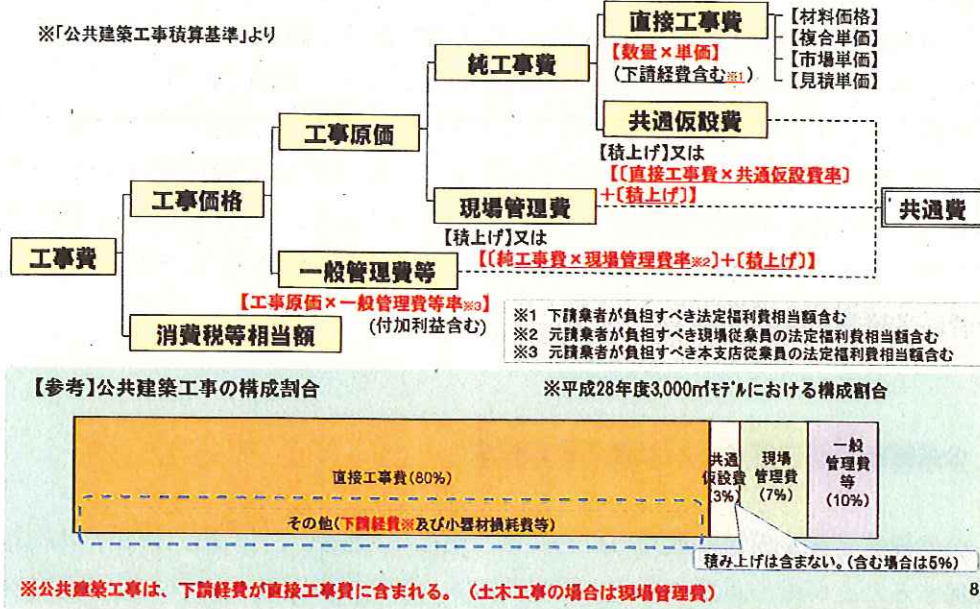 ※「公共建築工事積算基準」より
直接工事費
【数量×単価】
(下請経費含む※1)
【材料価格】
【複合単価】
【市場単価】
【見積単価】
純工事費
共通仮設費
【積上げ】又は
【〔直接工事費×共通仮設費率〕
+〔積上げ〕】
工事原価
工事価格
現場管理費
【積上げ】又は
【〔純工事費×現場管理費率※2〕+〔積上げ〕】
共通費
工事費
一般管理費等
【工事原価×一般管理費等率※3】
(付加利益含む)
消費税等相当額
※1 下請業者が負担すべき法定福利費相当額含む
※2 元請業者が負担すべき現場従業員の法定福利費相当額含む
※3 元請業者が負担すべき本支店従業員の法定福利費相当額含む
【参考】公共建築工事の構成割合
※平成28年度3,000㎡モデルにおける構成割合
直接工事費(80%)
その他(下請経費※及び小器材損耗費等)
共通
仮設費
(3%)
現場
管理費
(7%)
一般
管理費
等
(10%)
積み上げは含まない。(含む場合は5%)
※公共建築工事は、下請経費が直接工事費に含まれる。(土木工事の場合は現場管理費)
8